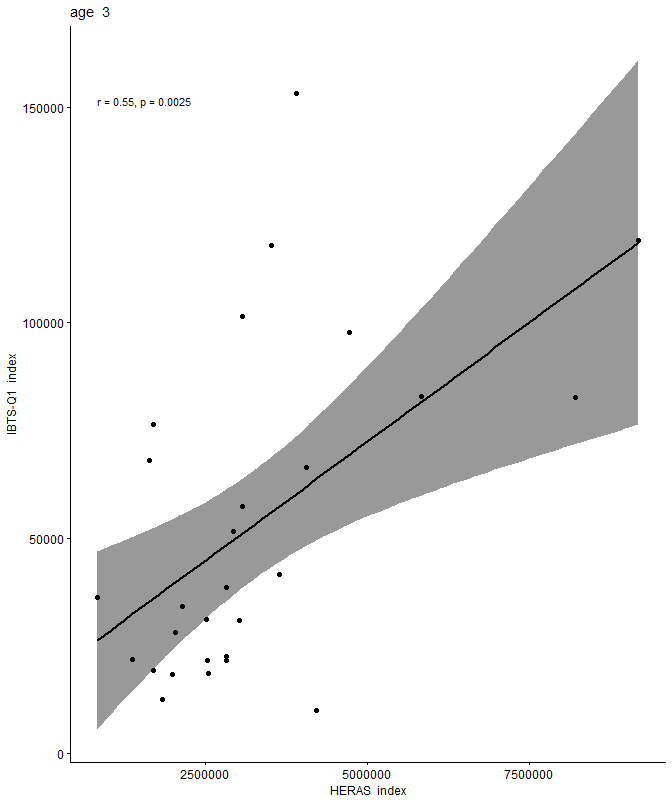 age 3
r = 0.55, p = 0.0025
150000
100000
50000
0
IBTS-Q1 index
2500000 5000000 7500000
HERAS index